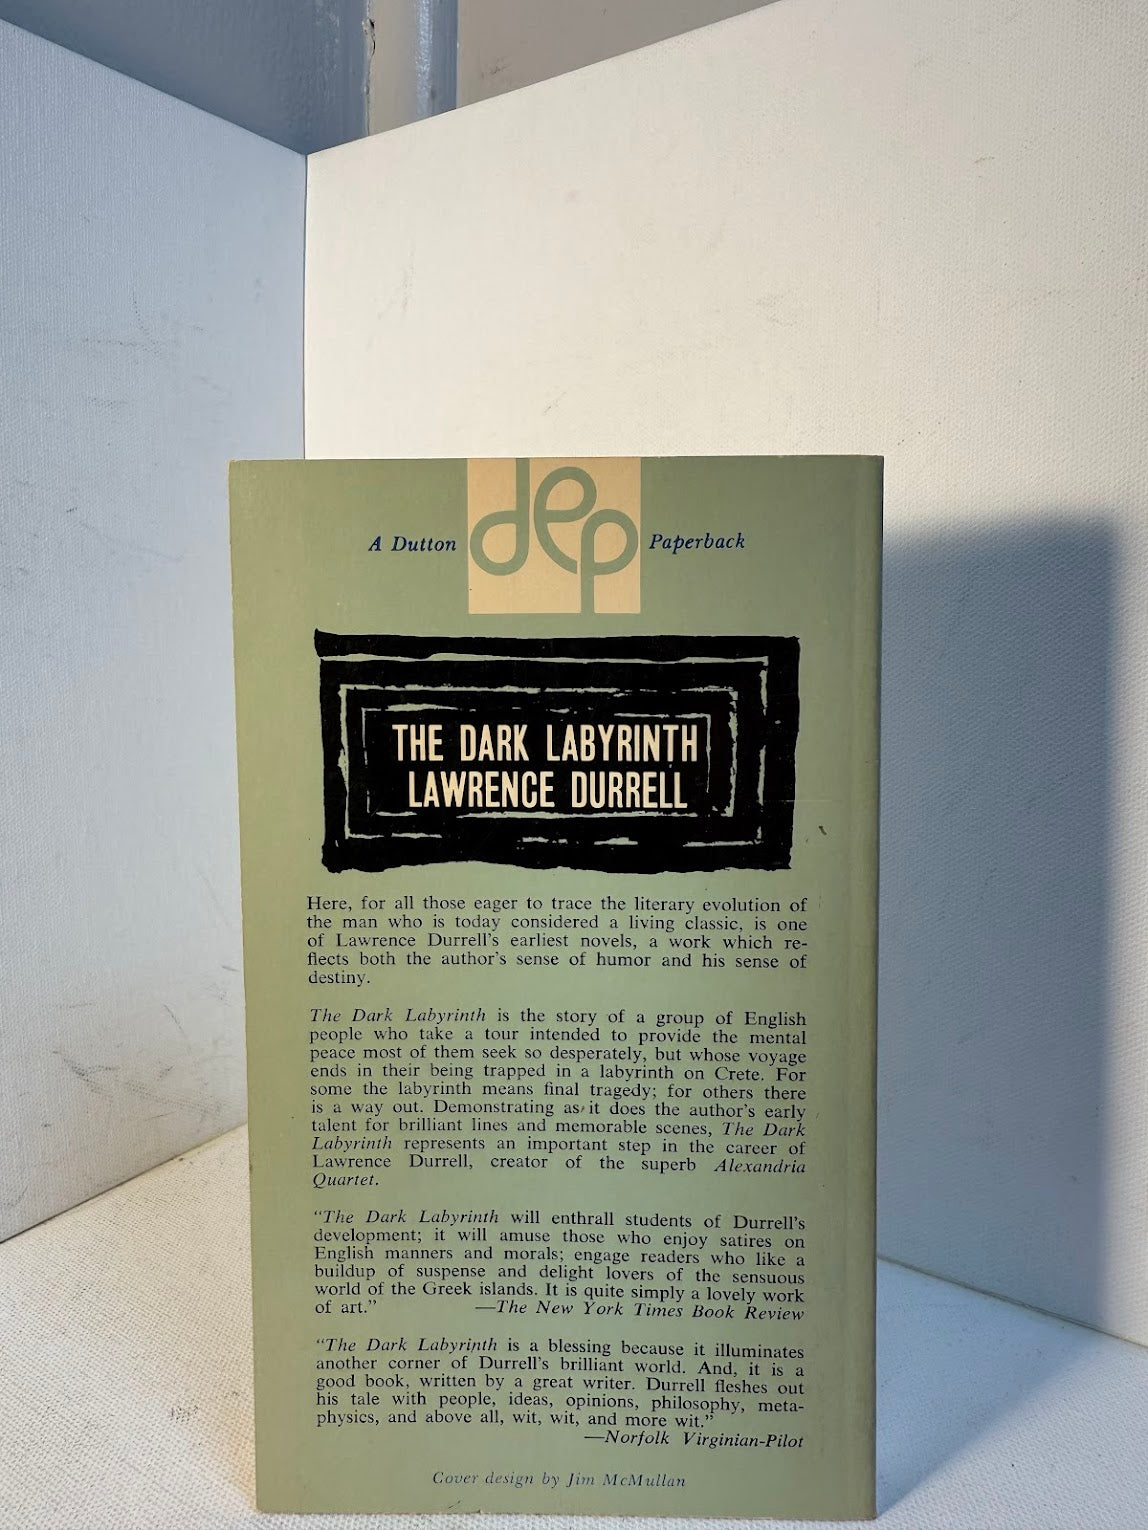 A Dutton dep Paperback
THE DARK LABYRINTH
LAWRENCE DURRELL
Here, for all those eager to trace the literary evolution of
the man who is today considered a living classic, is one
of Lawrence Durrell's earliest novels, a work which re-
flects both the author's sense of humor and his sense of
destiny.
The Dark Labyrinth is the story of a group of English
people who take a tour intended to provide the mental
peace most of them seek so desperately, but whose voyage
ends in their being trapped in a labyrinth on Crete. For
some the labyrinth means final tragedy; for others there
is a way out. Demonstrating as it does the author's early
talent for brilliant lines and memorable scenes, The Dark
Labyrinth represents an important step in the career of
Lawrence Durrell, creator of the superb Alexandria
Quartet.
"The Dark Labyrinth will enthrall students of Durrell's
development; it will amuse those who enjoy satires on
English manners and morals; engage readers who like a
buildup of suspense and delight lovers of the sensuous
world of the Greek islands. It is quite simply a lovely work
of art." —The New York Times Book Review
"The Dark Labyrinth is a blessing because it illuminates
another corner of Durrell's brilliant world. And, it is a
good book, written by a great writer. Durrell fleshes out
his tale with people, ideas, opinions, philosophy, meta-
physics, and above all, wit, wit, and more wit."
—Norfolk Virginian-Pilot
Cover design by Jim McMullan